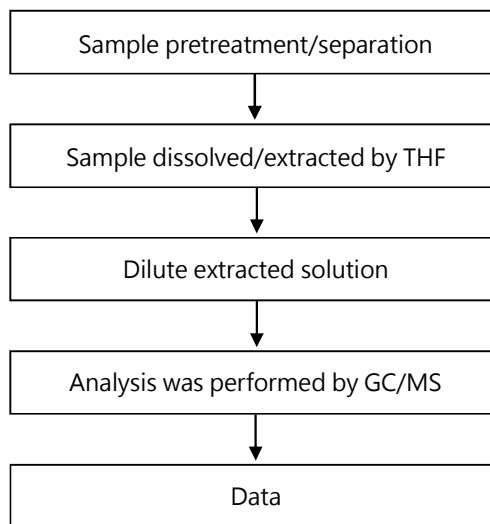 Sample pretreatment/separation
Sample dissolved/extracted by THF
Dilute extracted solution
Analysis was performed by GC/MS
Data